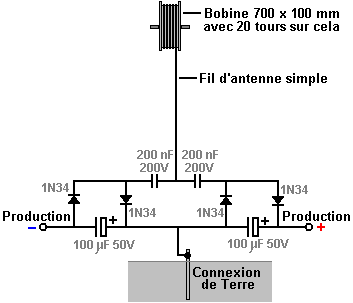 Bobine 700 x 100 mm
avec 20 tours sur cela
Fil d'antenne simple
200 nF 200 nF
200V 200V
1N34 1N34
1N34 1N34
Production Production
- + + +
100 µF 50V 100 µF 50V
Connexion
de Terre